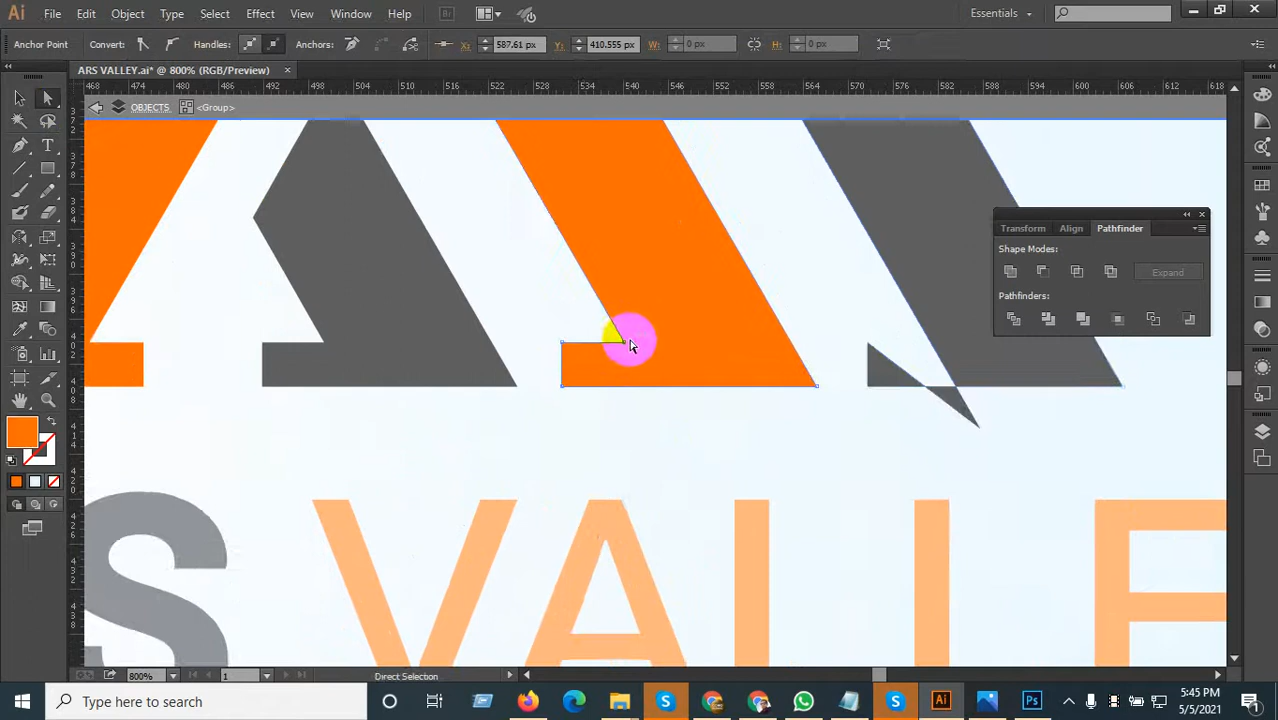 Ai File Edit Object Type Select Effect View Window Help Br Essentials
Anchor Point Convert: Handles: Anchors: X: 587.61 px Y: 410.555 px W: 0 px H: 0 px
ARS VALLEY.ai* @ 800% (RGB/Preview)
468 474 480 486 492 498 504 510 516 522 528 534 540 546 552 558 564 570 576 582 588 594 600 606 612 618
OBJECTS <Group>
Transform Align Pathfinder
Shape Modes:
Expand
Pathfinders:
S VALLE
800% 1 Direct Selection
Type here to search
5:45 PM
5/5/2021